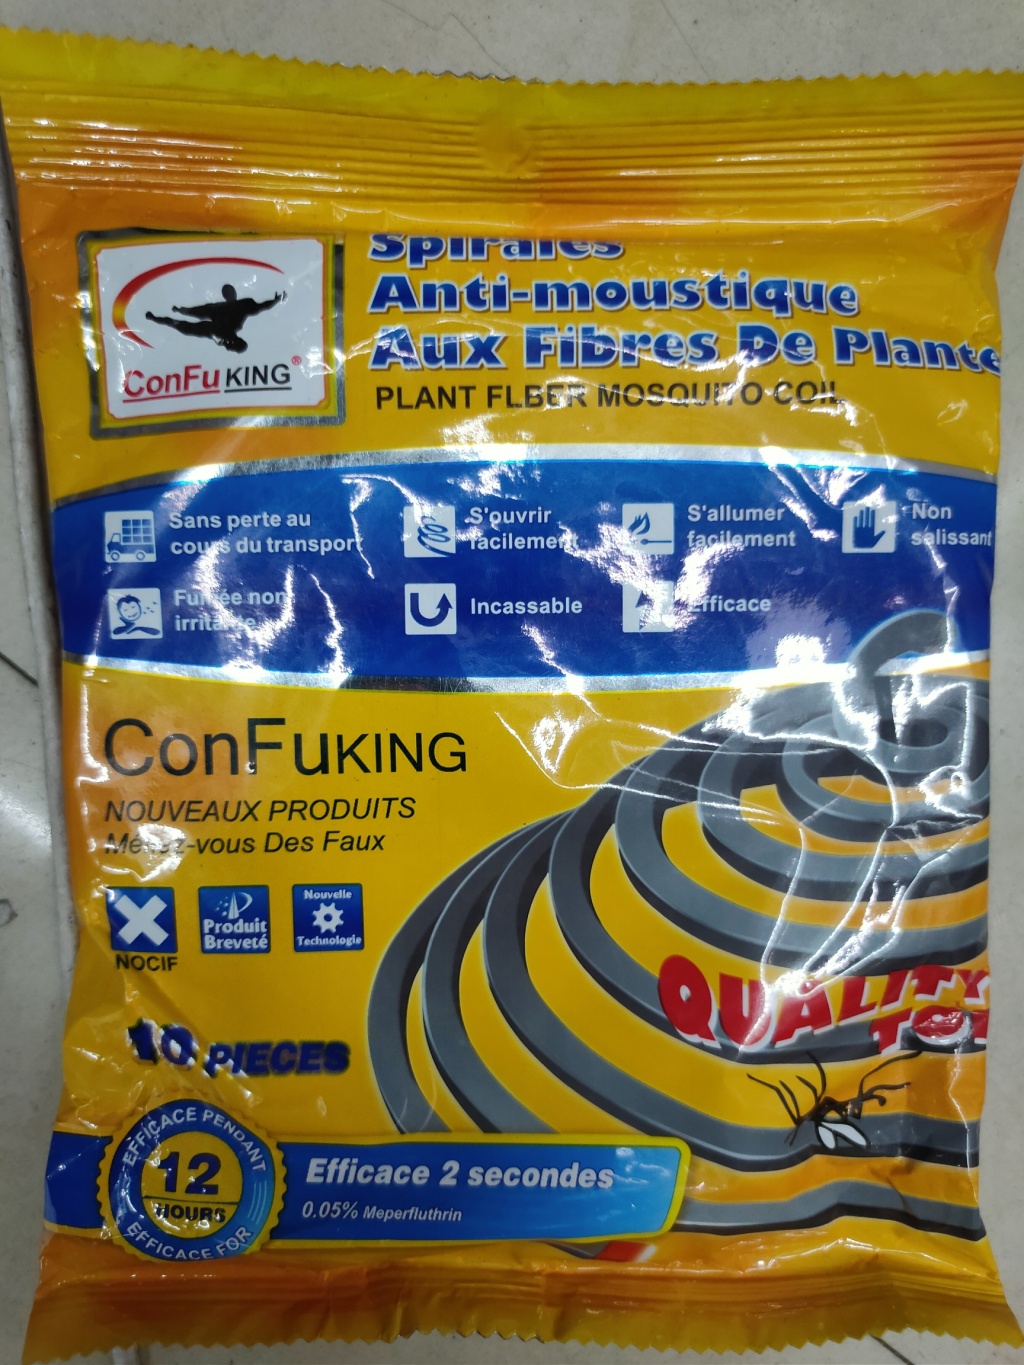 Spirales
Anti-moustique
Aux Fibres De Plante
PLANT FLBER MOSQUITO COIL
ConFu KING®
Sans perte au
cours du transport
S'ouvrir
facilement
S'allumer
facilement
Non
salissant
Fumée non
irritante
Incassable
Efficace
ConFuKING
NOUVEAUX PRODUITS
Méfiez-vous Des Faux
NOCIF
Produit
Breveté
Nouvelle
Technologie
QUALITY
10 PIECES
EFFICACE PENDANT
12
HOURS
EFFICACE FOR
Efficace 2 secondes
0.05% Meperfluthrin